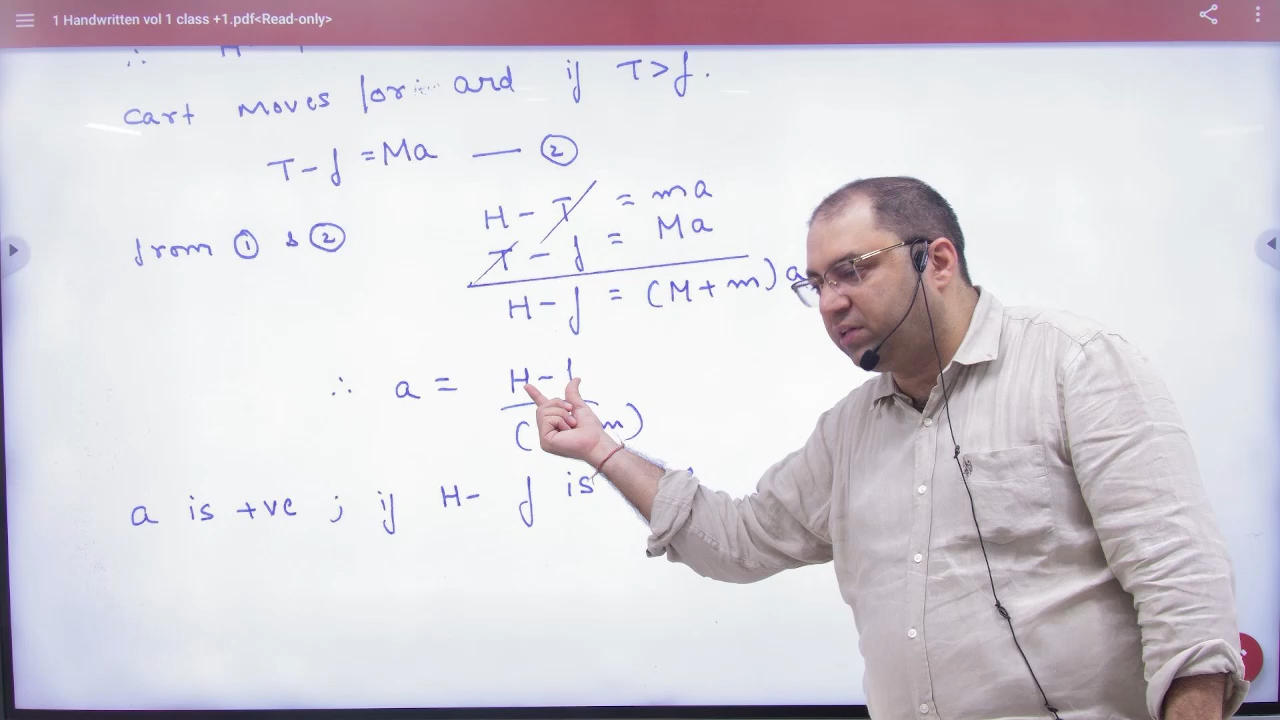 1 Handwritten vol 1 class +1.pdf<Read-only>
∴ H
cart moves forward if T>f.
T-f = Ma — ②
from ① & ②
H - T = ma
T - f = Ma
H - f = (M+m) a
∴ a = H-f
( m)
a is +ve ; if H- f is